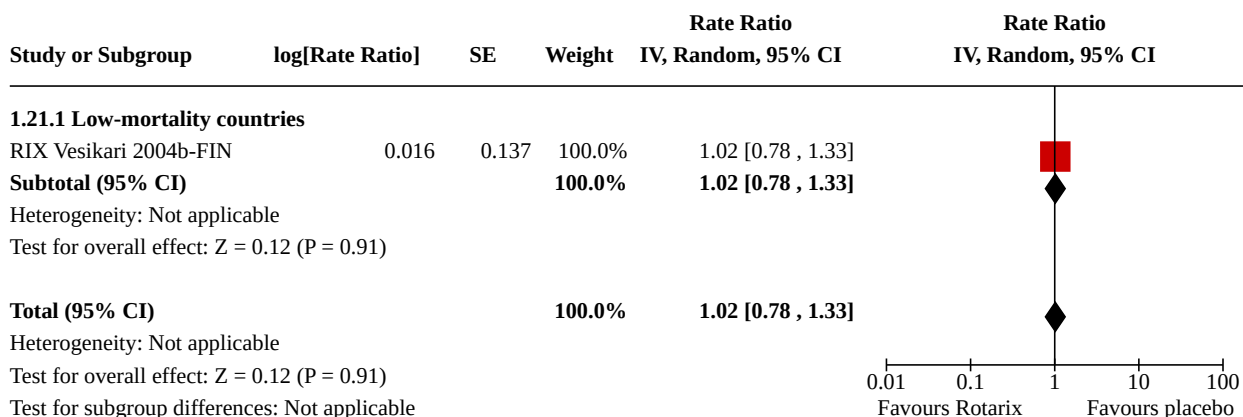 Rate Ratio Rate Ratio
Study or Subgroup log[Rate Ratio] SE Weight IV, Random, 95% CI IV, Random, 95% CI
1.21.1 Low-mortality countries
RIX Vesikari 2004b-FIN 0.016 0.137 100.0% 1.02 [0.78 , 1.33]
Subtotal (95% CI) 100.0% 1.02 [0.78 , 1.33]
Heterogeneity: Not applicable
Test for overall effect: Z = 0.12 (P = 0.91)
Total (95% CI) 100.0% 1.02 [0.78 , 1.33]
Heterogeneity: Not applicable
Test for overall effect: Z = 0.12 (P = 0.91) 0.01 0.1 1 10 100
Test for subgroup differences: Not applicable Favours Rotarix Favours placebo